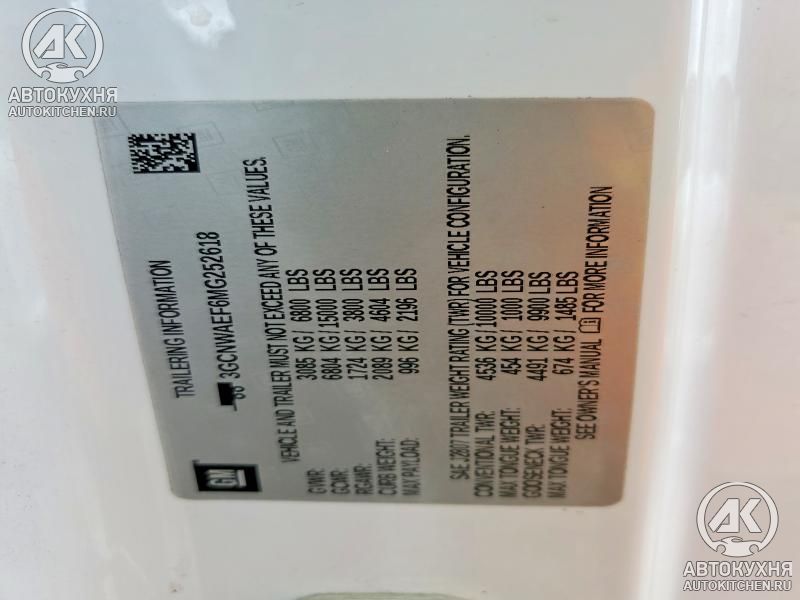 AK
АВТОКУХНЯ
AUTOKITCHEN.RU
TRAILERING INFORMATION
3GCNWAEF6MG252618
GM
VEHICLE AND TRAILER MUST NOT EXCEED ANY OF THESE VALUES.
GVWR: 3085 KG / 6800 LBS
GCWR: 6804 KG / 15000 LBS
RGAWR: 1724 KG / 3800 LBS
CURB WEIGHT: 2089 KG / 4604 LBS
MAX PAYLOAD: 996 KG / 2196 LBS
SAE J2807 TRAILER WEIGHT RATING (TWR) FOR VEHICLE CONFIGURATION.
CONVENTIONAL TWR: 4536 KG / 10000 LBS
MAX TONGUE WEIGHT: 454 KG / 1000 LBS
GOOSENECK TWR: 4491 KG / 9900 LBS
MAX TONGUE WEIGHT: 674 KG / 1485 LBS
SEE OWNER'S MANUAL FOR MORE INFORMATION
AK
АВТОКУХНЯ
AUTOKITCHEN.RU